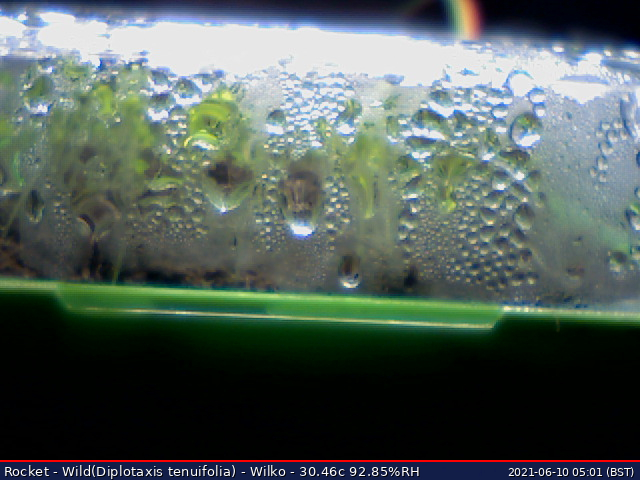 Rocket - Wild(Diplotaxis tenuifolia) - Wilko - 30.46c 92.85%RH
2021-06-10 05:01 (BST)